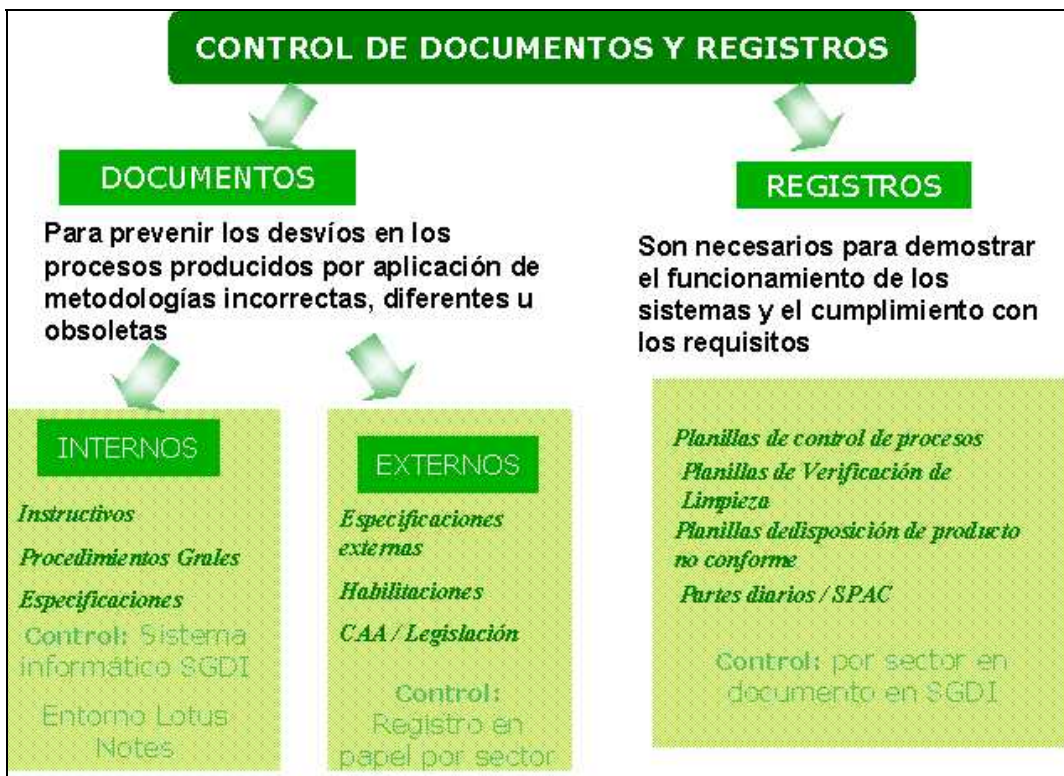 CONTROL DE DOCUMENTOS Y REGISTROS
DOCUMENTOS
Para prevenir los desvíos en los
procesos producidos por aplicación de
metodologías incorrectas, diferentes u
obsoletas
INTERNOS
Instructivos
Procedimientos Grales
Especificaciones
Control: Sistema
informático SGDI
Entorno Lotus
Notes
EXTERNOS
Especificaciones
externas
Habilitaciones
CAA / Legislación
Control:
Registro en
papel por sector
REGISTROS
Son necesarios para demostrar
el funcionamiento de los
sistemas y el cumplimiento con
los requisitos
Planillas de control de procesos
Planillas de Verificación de
Limpieza
Planillas dedisposición de producto
no conforme
Partes diarios / SPAC
Control: por sector en
documento en SGDI